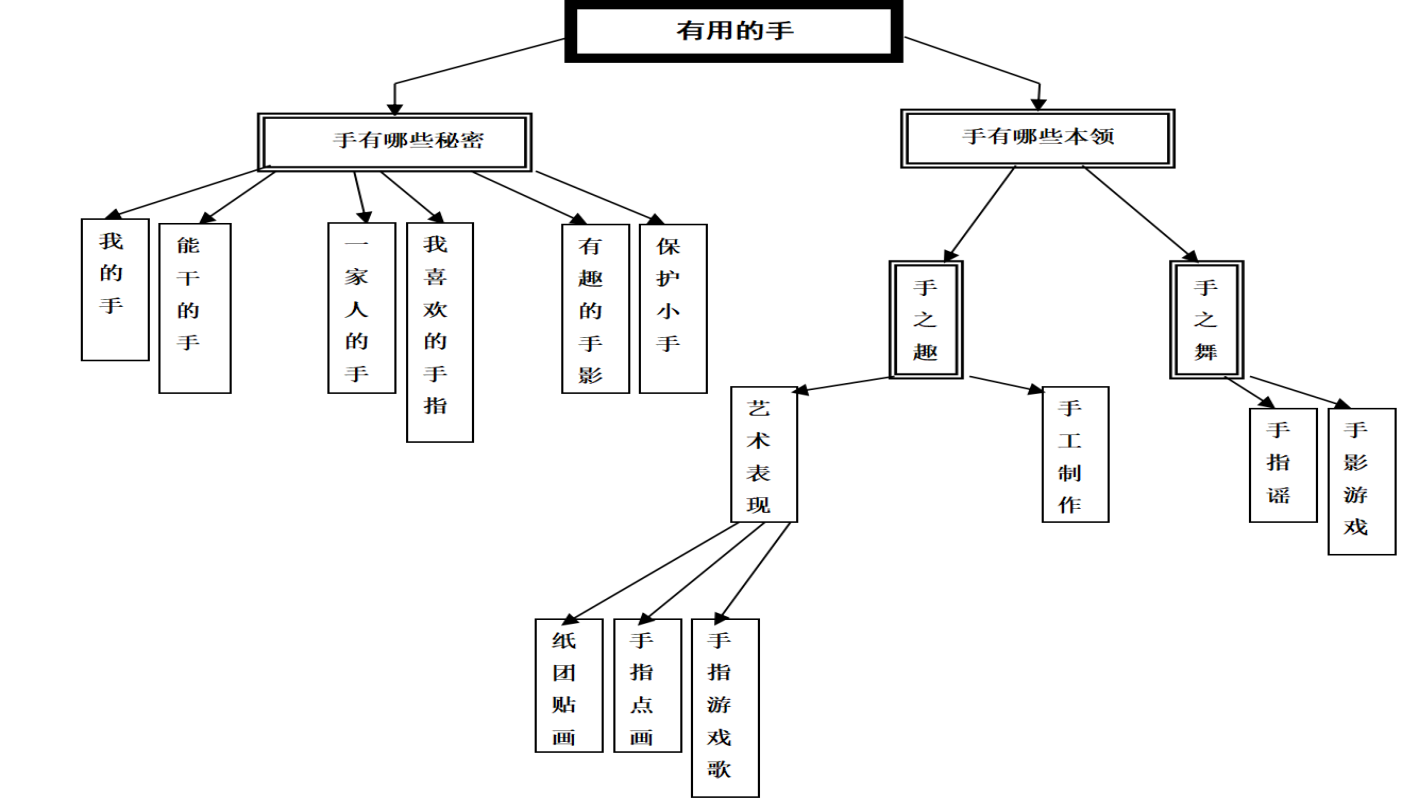 有用的手
手有哪些秘密
手有哪些本领
我的手
能干的手
一家人的手
我喜欢的手指
有趣的手影
保护小手
手之趣
手之舞
艺术表现
手工制作
手指谣
手影游戏
纸团贴画
手指点画
手指游戏歌